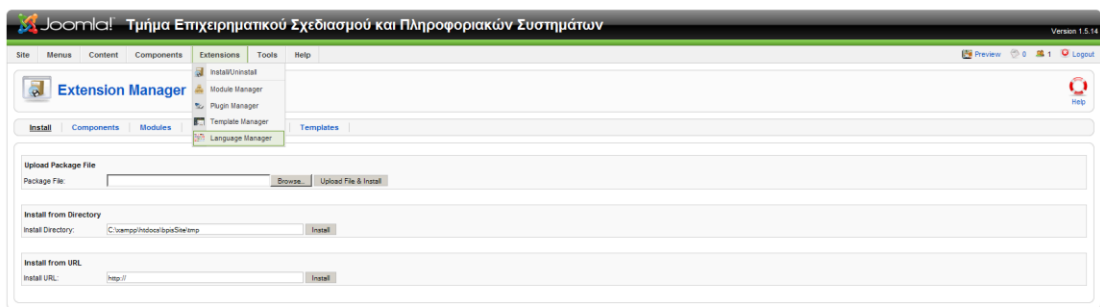 Joomla! Τμήμα Επιχειρηματικού Σχεδιασμού και Πληροφοριακών Συστημάτων
Version 1.5.14
Site Menus Content Components Extensions Tools Help Preview 0 1 Logout
Install/Uninstall
Extension Manager
Module Manager
Help
Plugin Manager
Template Manager
Install Components Modules Templates
Language Manager
Upload Package File
Package File: Browse... Upload File & Install
Install from Directory
Install Directory: C:\xampp\htdocs\bpisSite\tmp Install
Install from URL
Install URL: http:// Install